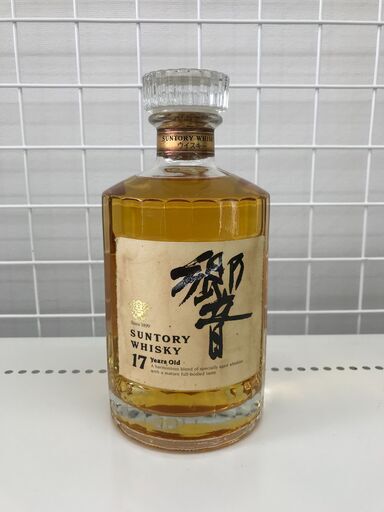 SUNTORY WHISKY
ウイスキー
響
Since 1899
SUNTORY
WHISKY
17 Years Old
A harmonious blend of specially aged whiskies
with a mature full-bodied taste